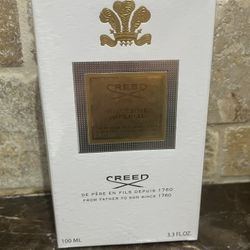 CREED
CREED
DE PÈRE EN FILS DEPUIS 1760
FROM FATHER TO SON SINCE 1760
100 ML
3.3 FL.OZ.